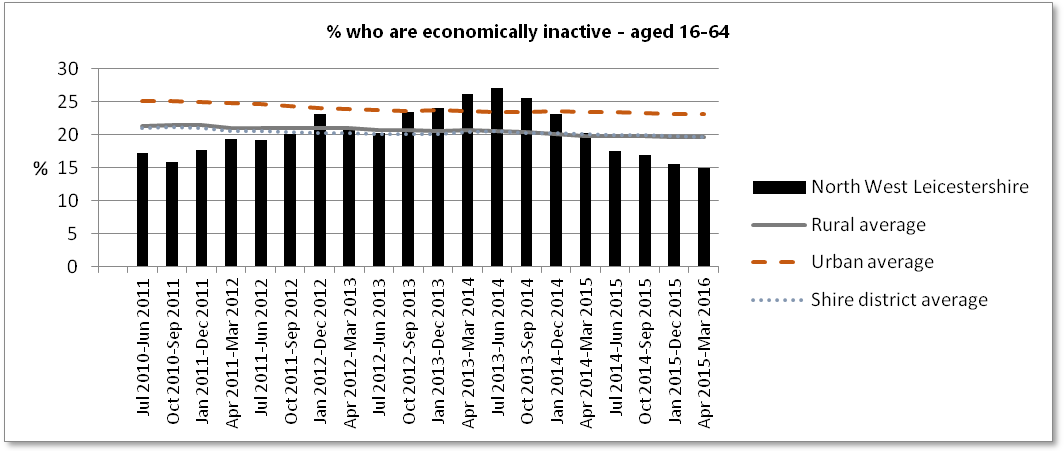 % who are economically inactive - aged 16-64
30
25
20
15
10
5
0
%
Jul 2010-Jun 2011
Oct 2010-Sep 2011
Jan 2011-Dec 2011
Apr 2011-Mar 2012
Jul 2011-Jun 2012
Oct 2011-Sep 2012
Jan 2012-Dec 2012
Apr 2012-Mar 2013
Jul 2012-Jun 2013
Oct 2012-Sep 2013
Jan 2013-Dec 2013
Apr 2013-Mar 2014
Jul 2013-Jun 2014
Oct 2013-Sep 2014
Jan 2014-Dec 2014
Apr 2014-Mar 2015
Jul 2014-Jun 2015
Oct 2014-Sep 2015
Jan 2015-Dec 2015
Apr 2015-Mar 2016
North West Leicestershire
Rural average
Urban average
Shire district average